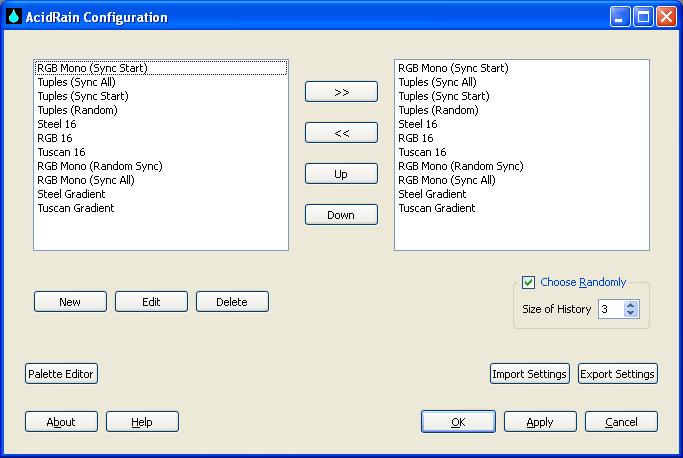 AcidRain Configuration
RGB Mono (Sync Start)
Tuples (Sync All)
Tuples (Sync Start)
Tuples (Random)
Steel 16
RGB 16
Tuscan 16
RGB Mono (Random Sync)
RGB Mono (Sync All)
Steel Gradient
Tuscan Gradient
>>
<<
Up
Down
RGB Mono (Sync Start)
Tuples (Sync All)
Tuples (Sync Start)
Tuples (Random)
Steel 16
RGB 16
Tuscan 16
RGB Mono (Random Sync)
RGB Mono (Sync All)
Steel Gradient
Tuscan Gradient
New Edit Delete
Choose Randomly
Size of History 3
Palette Editor Import Settings Export Settings
About Help OK Apply Cancel